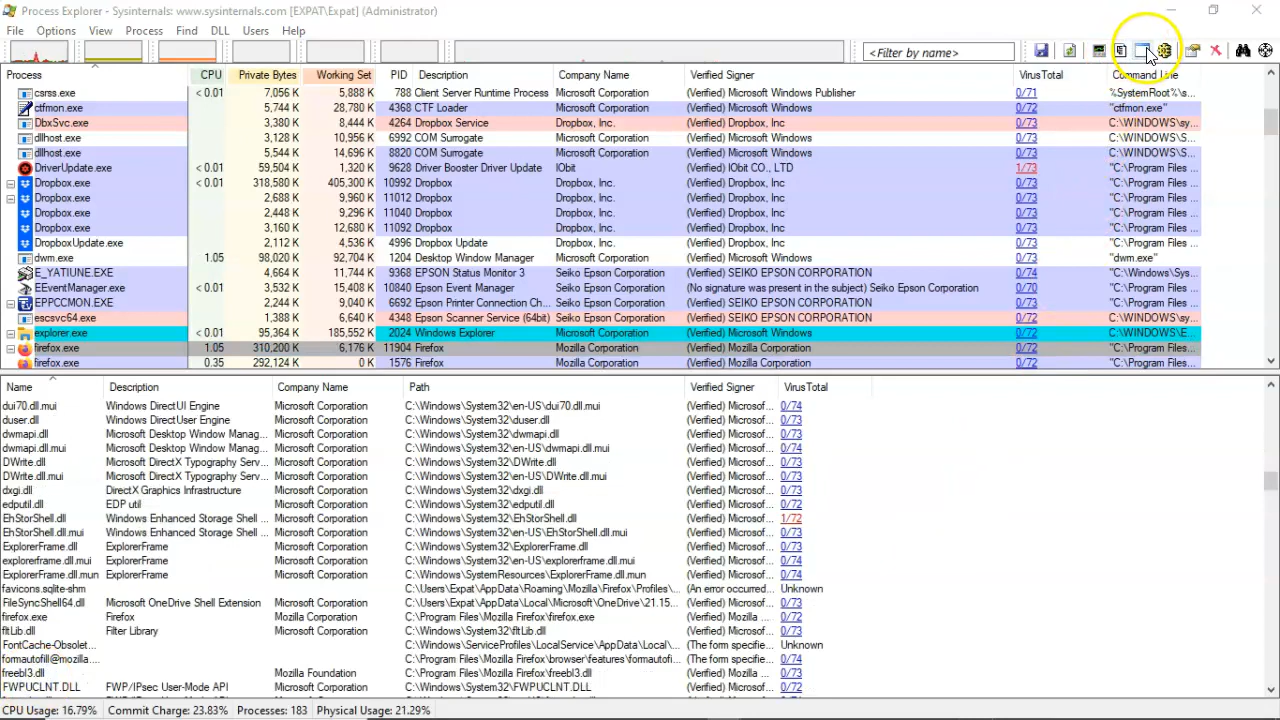 Process Explorer - Sysinternals: www.sysinternals.com [EXPAT\Expat] (Administrator)
File Options View Process Find DLL Users Help
<Filter by name>
Process CPU Private Bytes Working Set PID Description Company Name Verified Signer VirusTotal Command Line
csrss.exe < 0.01 7,056 K 5,888 K 788 Client Server Runtime Process Microsoft Corporation (Verified) Microsoft Windows Publisher 0/71 %SystemRoot%\s...
ctfmon.exe 5,744 K 28,780 K 4368 CTF Loader Microsoft Corporation (Verified) Microsoft Windows 0/72 "ctfmon.exe"
DbxSvc.exe 3,380 K 8,444 K 4264 Dropbox Service Dropbox, Inc. (Verified) Dropbox, Inc 0/73 C:\WINDOWS\sy...
dllhost.exe 3,128 K 10,956 K 6992 COM Surrogate Microsoft Corporation (Verified) Microsoft Windows 0/73 C:\WINDOWS\S...
dllhost.exe 5,544 K 14,696 K 8820 COM Surrogate Microsoft Corporation (Verified) Microsoft Windows 0/73 C:\WINDOWS\S...
DriverUpdate.exe < 0.01 59,504 K 1,320 K 9628 Driver Booster Driver Update IObit (Verified) IObit CO., LTD 1/73 "C:\Program Files ...
Dropbox.exe < 0.01 318,580 K 405,300 K 10992 Dropbox Dropbox, Inc. (Verified) Dropbox, Inc 0/73 "C:\Program Files ...
Dropbox.exe 2,688 K 9,960 K 11012 Dropbox Dropbox, Inc. (Verified) Dropbox, Inc 0/73 "C:\Program Files ...
Dropbox.exe 2,448 K 9,296 K 11040 Dropbox Dropbox, Inc. (Verified) Dropbox, Inc 0/73 "C:\Program Files ...
Dropbox.exe 3,160 K 12,680 K 11092 Dropbox Dropbox, Inc. (Verified) Dropbox, Inc 0/73 "C:\Program Files ...
DropboxUpdate.exe 2,112 K 4,536 K 4996 Dropbox Update Dropbox, Inc. (Verified) Dropbox, Inc 0/73 "C:\Program Files ...
dwm.exe 1.05 98,020 K 92,704 K 1204 Desktop Window Manager Microsoft Corporation (Verified) Microsoft Windows 0/73 "dwm.exe"
E_YATIUNE.EXE 4,664 K 11,744 K 9368 EPSON Status Monitor 3 Seiko Epson Corporation (Verified) SEIKO EPSON CORPORATION 0/74 "C:\Windows\Sys...
EEventManager.exe < 0.01 3,532 K 15,408 K 10840 Epson Event Manager Seiko Epson Corporation (No signature was present in the subject) Seiko Epson Corporation 0/70 "C:\Program Files ...
EPPCCMON.EXE 2,244 K 9,040 K 6692 Epson Printer Connection Ch... Seiko Epson Corporation (Verified) SEIKO EPSON CORPORATION 0/73 "C:\Program Files ...
escsvc64.exe 1,388 K 6,640 K 4348 Epson Scanner Service (64bit) Seiko Epson Corporation (Verified) SEIKO EPSON CORPORATION 0/72 C:\WINDOWS\sy...
explorer.exe < 0.01 95,364 K 185,552 K 2024 Windows Explorer Microsoft Corporation (Verified) Microsoft Windows 0/72 C:\WINDOWS\E...
firefox.exe 1.05 310,200 K 6,176 K 11904 Firefox Mozilla Corporation (Verified) Mozilla Corporation 0/72 "C:\Program Files ...
firefox.exe 0.35 292,124 K 0 K 1576 Firefox Mozilla Corporation (Verified) Mozilla Corporation 0/72 "C:\Program Files ...
Name Description Company Name Path Verified Signer VirusTotal
dui70.dll.mui Windows DirectUI Engine Microsoft Corporation C:\Windows\System32\en-US\dui70.dll.mui (Verified) Microsof... 0/74
duser.dll Windows DirectUser Engine Microsoft Corporation C:\Windows\System32\duser.dll (Verified) Microsof... 0/73
dwmapi.dll Microsoft Desktop Window Manag... Microsoft Corporation C:\Windows\System32\dwmapi.dll (Verified) Microsof... 0/73
dwmapi.dll.mui Microsoft Desktop Window Manag... Microsoft Corporation C:\Windows\System32\en-US\dwmapi.dll.mui (Verified) Microsof... 0/74
DWrite.dll Microsoft DirectX Typography Serv... Microsoft Corporation C:\Windows\System32\DWrite.dll (Verified) Microsof... 0/73
DWrite.dll.mui Microsoft DirectX Typography Serv... Microsoft Corporation C:\Windows\System32\en-US\DWrite.dll.mui (Verified) Microsof... 0/73
dxgi.dll DirectX Graphics Infrastructure Microsoft Corporation C:\Windows\System32\dxgi.dll (Verified) Microsof... 0/73
edputil.dll EDP util Microsoft Corporation C:\Windows\System32\edputil.dll (Verified) Microsof... 0/72
EhStorShell.dll Windows Enhanced Storage Shell ... Microsoft Corporation C:\Windows\System32\EhStorShell.dll (Verified) Microsof... 1/72
EhStorShell.dll.mui Windows Enhanced Storage Shell ... Microsoft Corporation C:\Windows\System32\en-US\EhStorShell.dll.mui (Verified) Microsof... 0/73
ExplorerFrame.dll ExplorerFrame Microsoft Corporation C:\Windows\System32\ExplorerFrame.dll (Verified) Microsof... 0/73
explorerframe.dll.mui ExplorerFrame Microsoft Corporation C:\Windows\System32\en-US\explorerframe.dll.mui (Verified) Microsof... 0/74
ExplorerFrame.dll.mun ExplorerFrame Microsoft Corporation C:\Windows\SystemResources\ExplorerFrame.dll.mun (Verified) Microsof... 0/74
favicons.sqlite-shm C:\Users\Expat\AppData\Roaming\Mozilla\Firefox\Profiles\... (An error occurred... Unknown
FileSyncShell64.dll Microsoft OneDrive Shell Extension Microsoft Corporation C:\Users\Expat\AppData\Local\Microsoft\OneDrive\21.15... (Verified) Microsof... 0/73
firefox.exe Firefox Mozilla Corporation C:\Program Files\Mozilla Firefox\firefox.exe (Verified) Mozilla ... 0/72
fltLib.dll Filter Library Microsoft Corporation C:\Windows\System32\fltLib.dll (Verified) Microsof... 0/73
FontCache-Obsolet... C:\Windows\ServiceProfiles\LocalService\AppData\Local\... (The form specifie... Unknown
formautofill@mozilla.... C:\Program Files\Mozilla Firefox\browser\features\formautofi... (The form specifie... 0/74
freebl3.dll Mozilla Foundation C:\Program Files\Mozilla Firefox\freebl3.dll (Verified) Mozilla ... 0/73
FWPUCLNT.DLL FWP/IPsec User-Mode API Microsoft Corporation C:\Windows\System32\FWPUCLNT.DLL (Verified) Microsof... 0/72
CPU Usage: 16.79% Commit Charge: 23.83% Processes: 183 Physical Usage: 21.29%